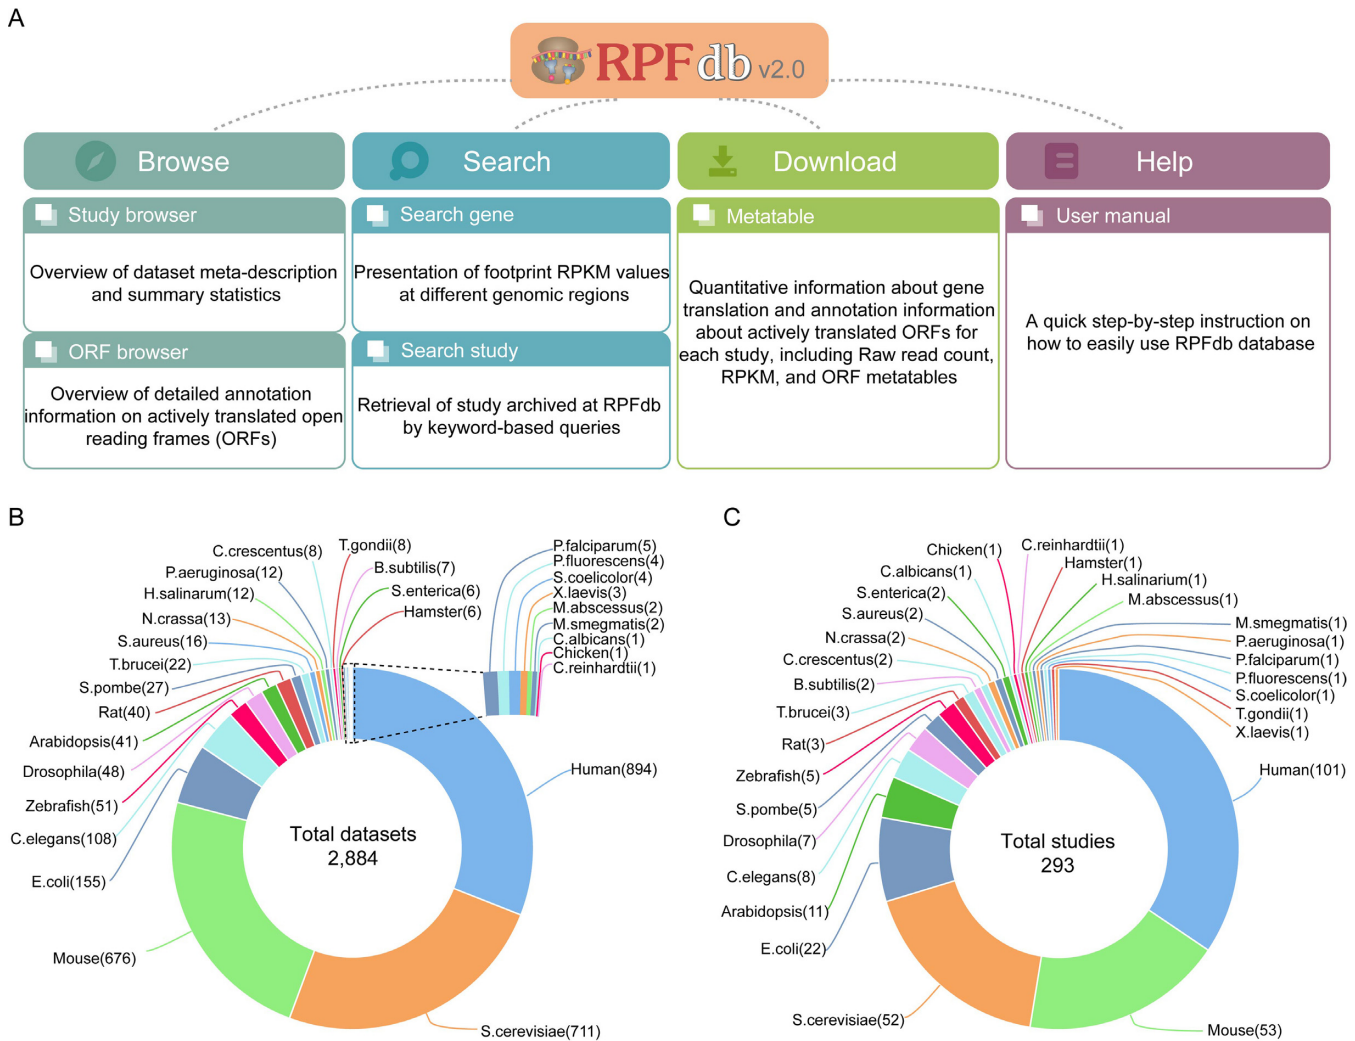 A
RPFdb v2.0
Browse
Search
Download
Help
Study browser
Overview of dataset meta-description
and summary statistics
ORF browser
Overview of detailed annotation
information on actively translated open
reading frames (ORFs)
Search gene
Presentation of footprint RPKM values
at different genomic regions
Search study
Retrieval of study archived at RPFdb
by keyword-based queries
Metatable
Quantitative information about gene
translation and annotation information
about actively translated ORFs for
each study, including Raw read count,
RPKM, and ORF metatables
User manual
A quick step-by-step instruction on
how to easily use RPFdb database
B
C.crescentus(8)
P.aeruginosa(12)
H.salinarum(12)
N.crassa(13)
S.aureus(16)
T.brucei(22)
S.pombe(27)
Rat(40)
Arabidopsis(41)
Drosophila(48)
Zebrafish(51)
C.elegans(108)
E.coli(155)
Mouse(676)
T.gondii(8)
B.subtilis(7)
S.enterica(6)
Hamster(6)
P.falciparum(5)
P.fluorescens(4)
S.coelicolor(4)
X.laevis(3)
M.abscessus(2)
M.smegmatis(2)
C.albicans(1)
Chicken(1)
C.reinhardtii(1)
Human(894)
Total datasets
2,884
S.cerevisiae(711)
C
Chicken(1)
C.albicans(1)
S.enterica(2)
S.aureus(2)
N.crassa(2)
C.crescentus(2)
B.subtilis(2)
T.brucei(3)
Rat(3)
Zebrafish(5)
S.pombe(5)
Drosophila(7)
C.elegans(8)
Arabidopsis(11)
E.coli(22)
S.cerevisiae(52)
C.reinhardtii(1)
Hamster(1)
H.salinarium(1)
M.abscessus(1)
M.smegmatis(1)
P.aeruginosa(1)
P.falciparum(1)
P.fluorescens(1)
S.coelicolor(1)
T.gondii(1)
X.laevis(1)
Human(101)
Total studies
293
Mouse(53)